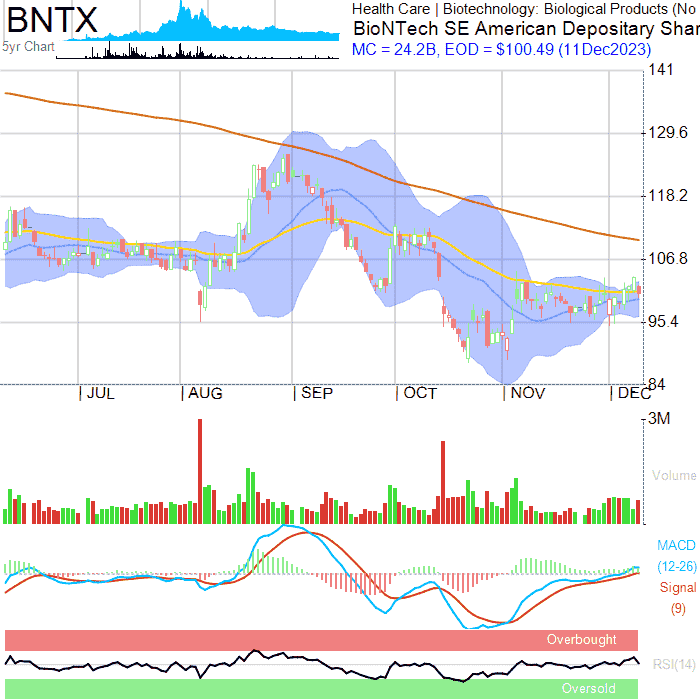 BNTX
5yr Chart
Health Care | Biotechnology: Biological Products (No
BioNTech SE American Depositary Shar
MC = 24.2B, EOD = $100.49 (11Dec2023)
141
129.6
118.2
106.8
95.4
84
JUL AUG SEP OCT NOV DEC
3M
Volume
MACD
(12-26)
Signal
(9)
Overbought
RSI(14)
Oversold